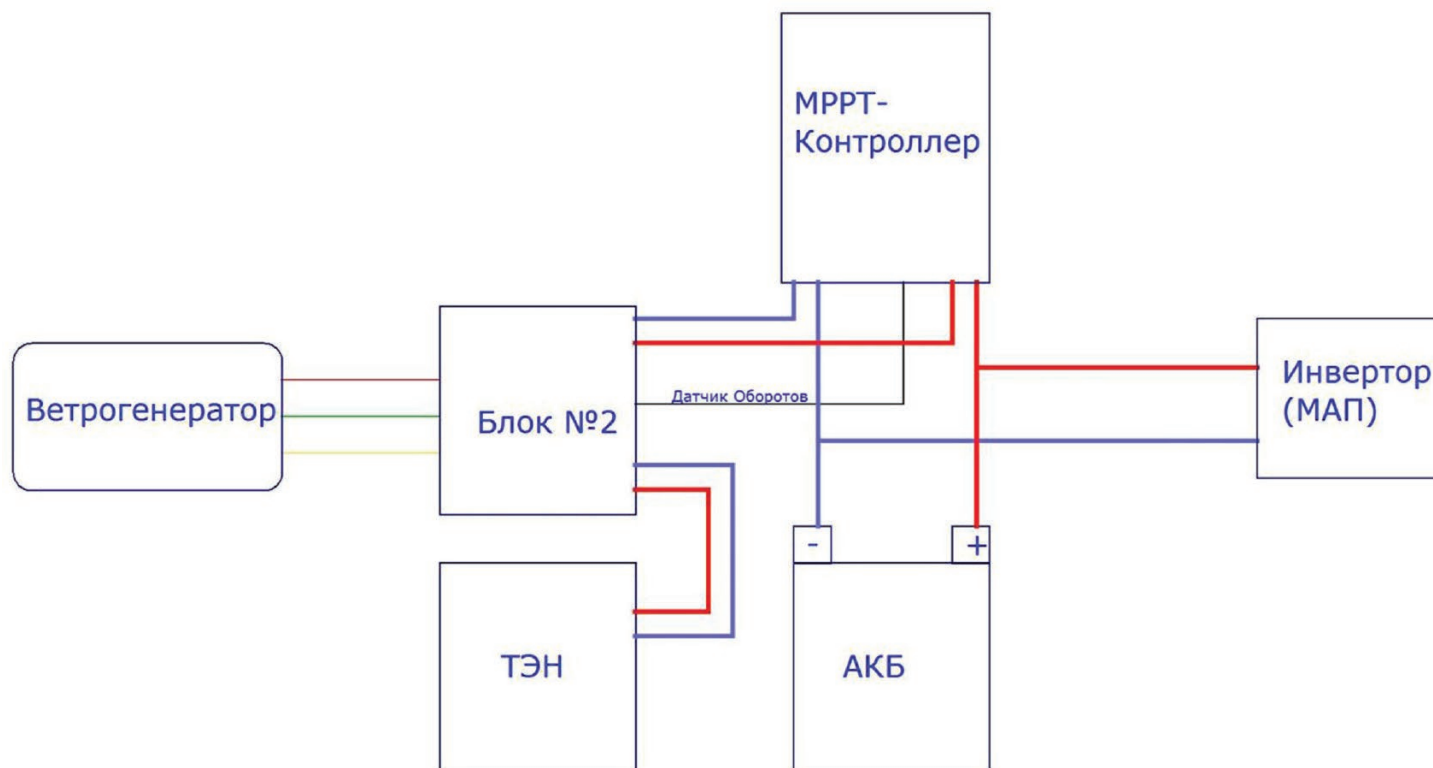 МРРТ-
Контроллер
Ветрогенератор
Блок №2
Датчик Оборотов
Инвертор
(МАП)
-
+
ТЭН
АКБ